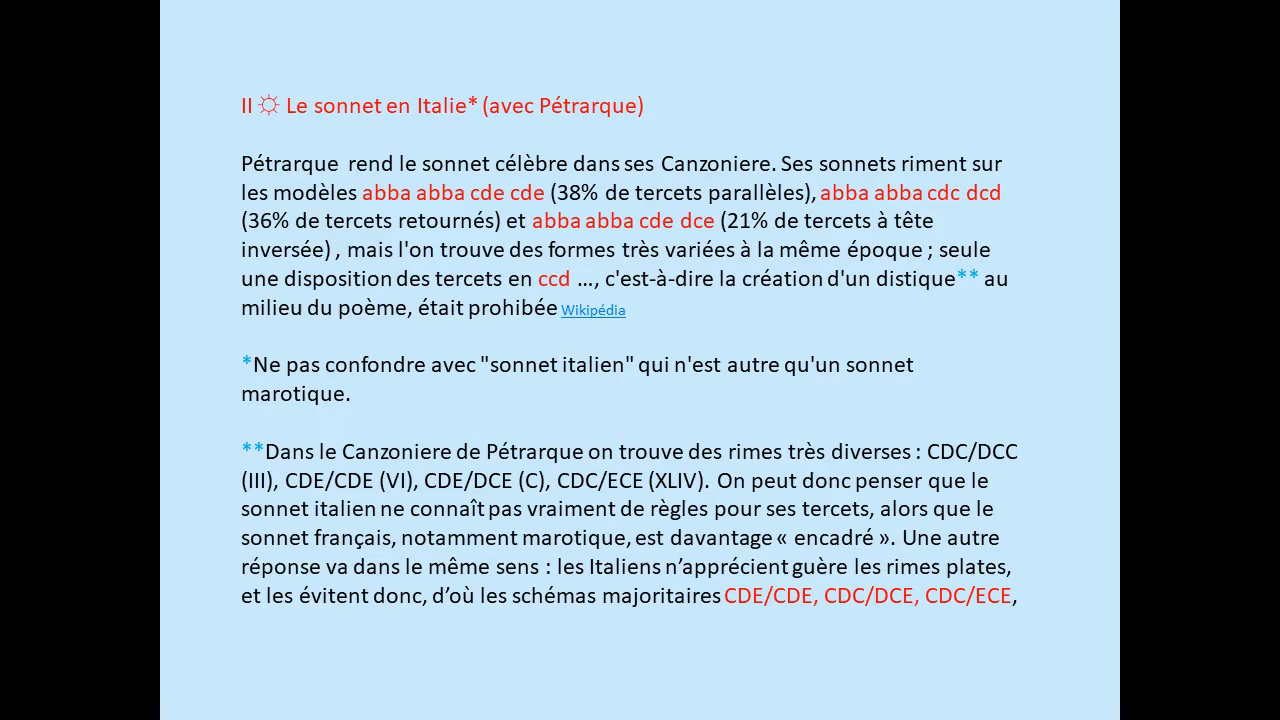 II ☼ Le sonnet en Italie* (avec Pétrarque)
Pétrarque rend le sonnet célèbre dans ses Canzoniere. Ses sonnets riment sur
les modèles abba abba cde cde (38% de tercets parallèles), abba abba cdc dcd
(36% de tercets retournés) et abba abba cde dce (21% de tercets à tête
inversée) , mais l'on trouve des formes très variées à la même époque ; seule
une disposition des tercets en ccd ..., c'est-à-dire la création d'un distique** au
milieu du poème, était prohibée Wikipédia
*Ne pas confondre avec "sonnet italien" qui n'est autre qu'un sonnet
marotique.
**Dans le Canzoniere de Pétrarque on trouve des rimes très diverses : CDC/DCC
(III), CDE/CDE (VI), CDE/DCE (C), CDC/ECE (XLIV). On peut donc penser que le
sonnet italien ne connaît pas vraiment de règles pour ses tercets, alors que le
sonnet français, notamment marotique, est davantage « encadré ». Une autre
réponse va dans le même sens : les Italiens n’apprécient guère les rimes plates,
et les évitent donc, d’où les schémas majoritaires CDE/CDE, CDC/DCE, CDC/ECE,